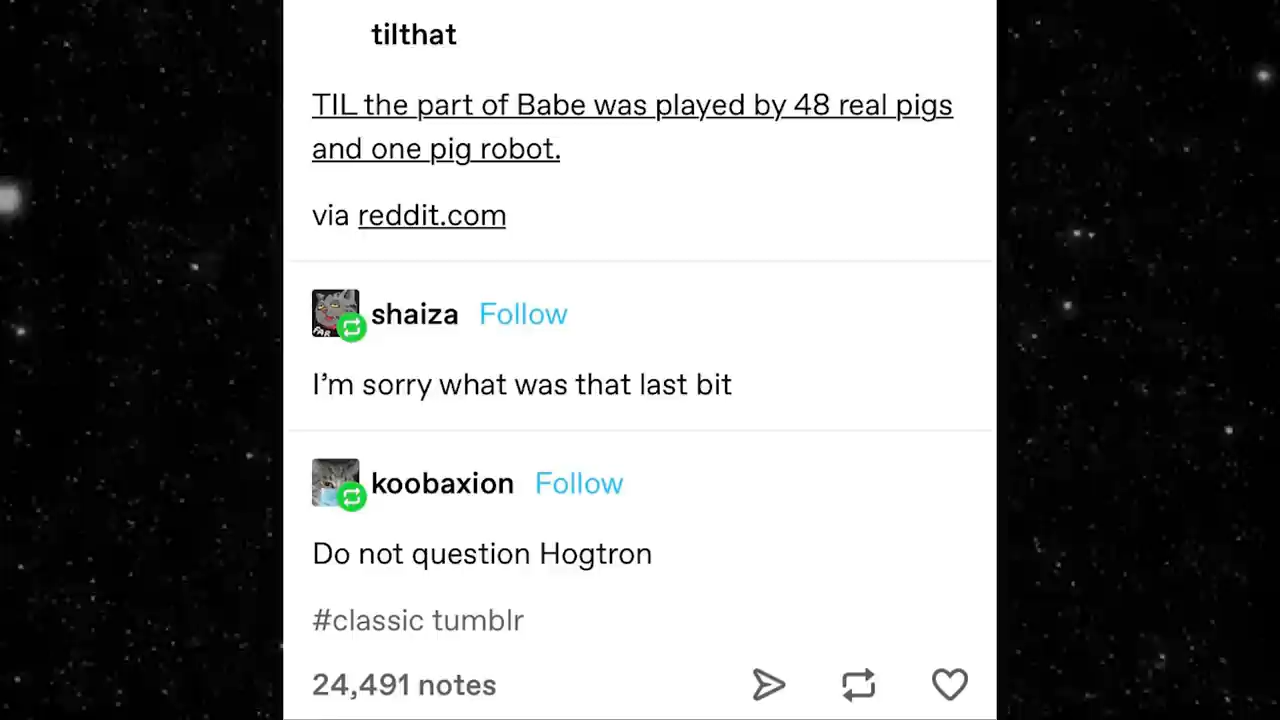 tilthat
TIL the part of Babe was played by 48 real pigs
and one pig robot.
via reddit.com
FAR
shaiza Follow
I'm sorry what was that last bit
koobaxion Follow
Do not question Hogtron
#classic tumblr
24,491 notes